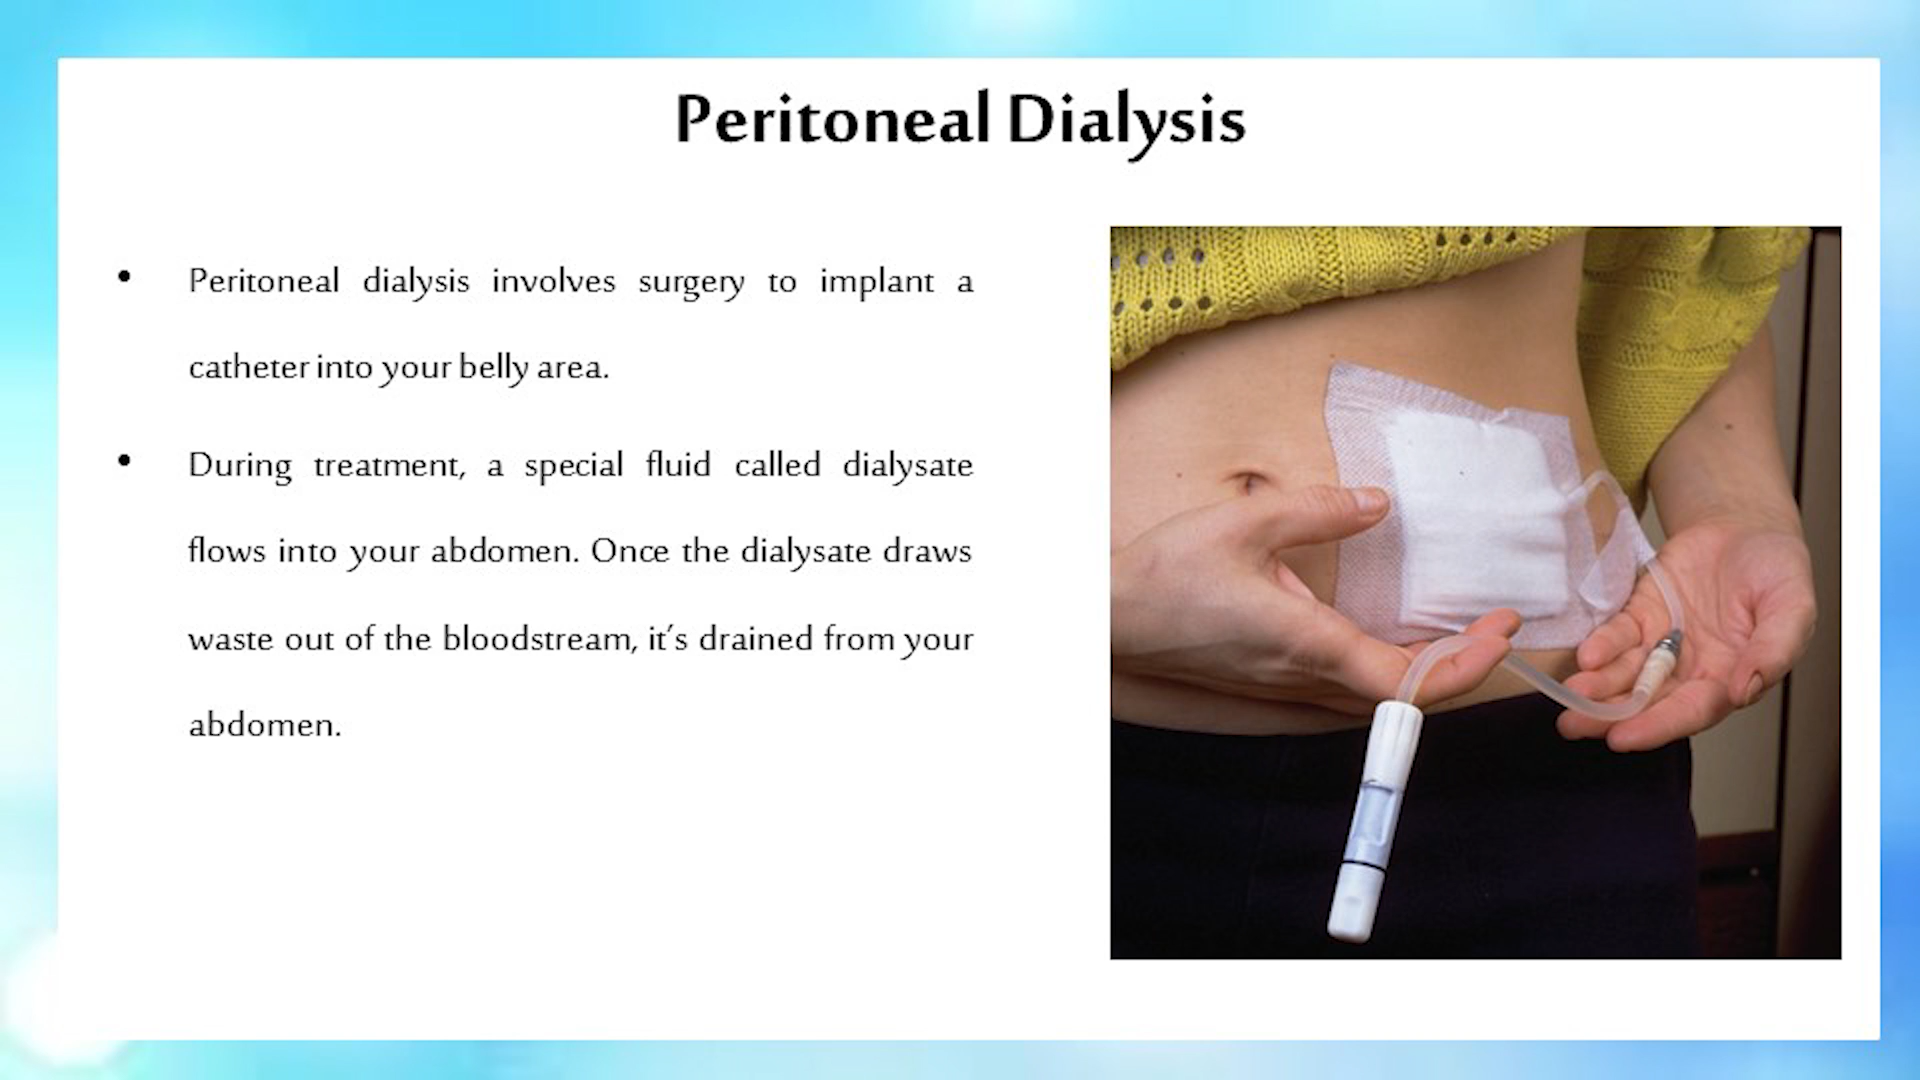 Peritoneal Dialysis
• Peritoneal dialysis involves surgery to implant a
catheter into your belly area.
• During treatment, a special fluid called dialysate
flows into your abdomen. Once the dialysate draws
waste out of the bloodstream, it’s drained from your
abdomen.